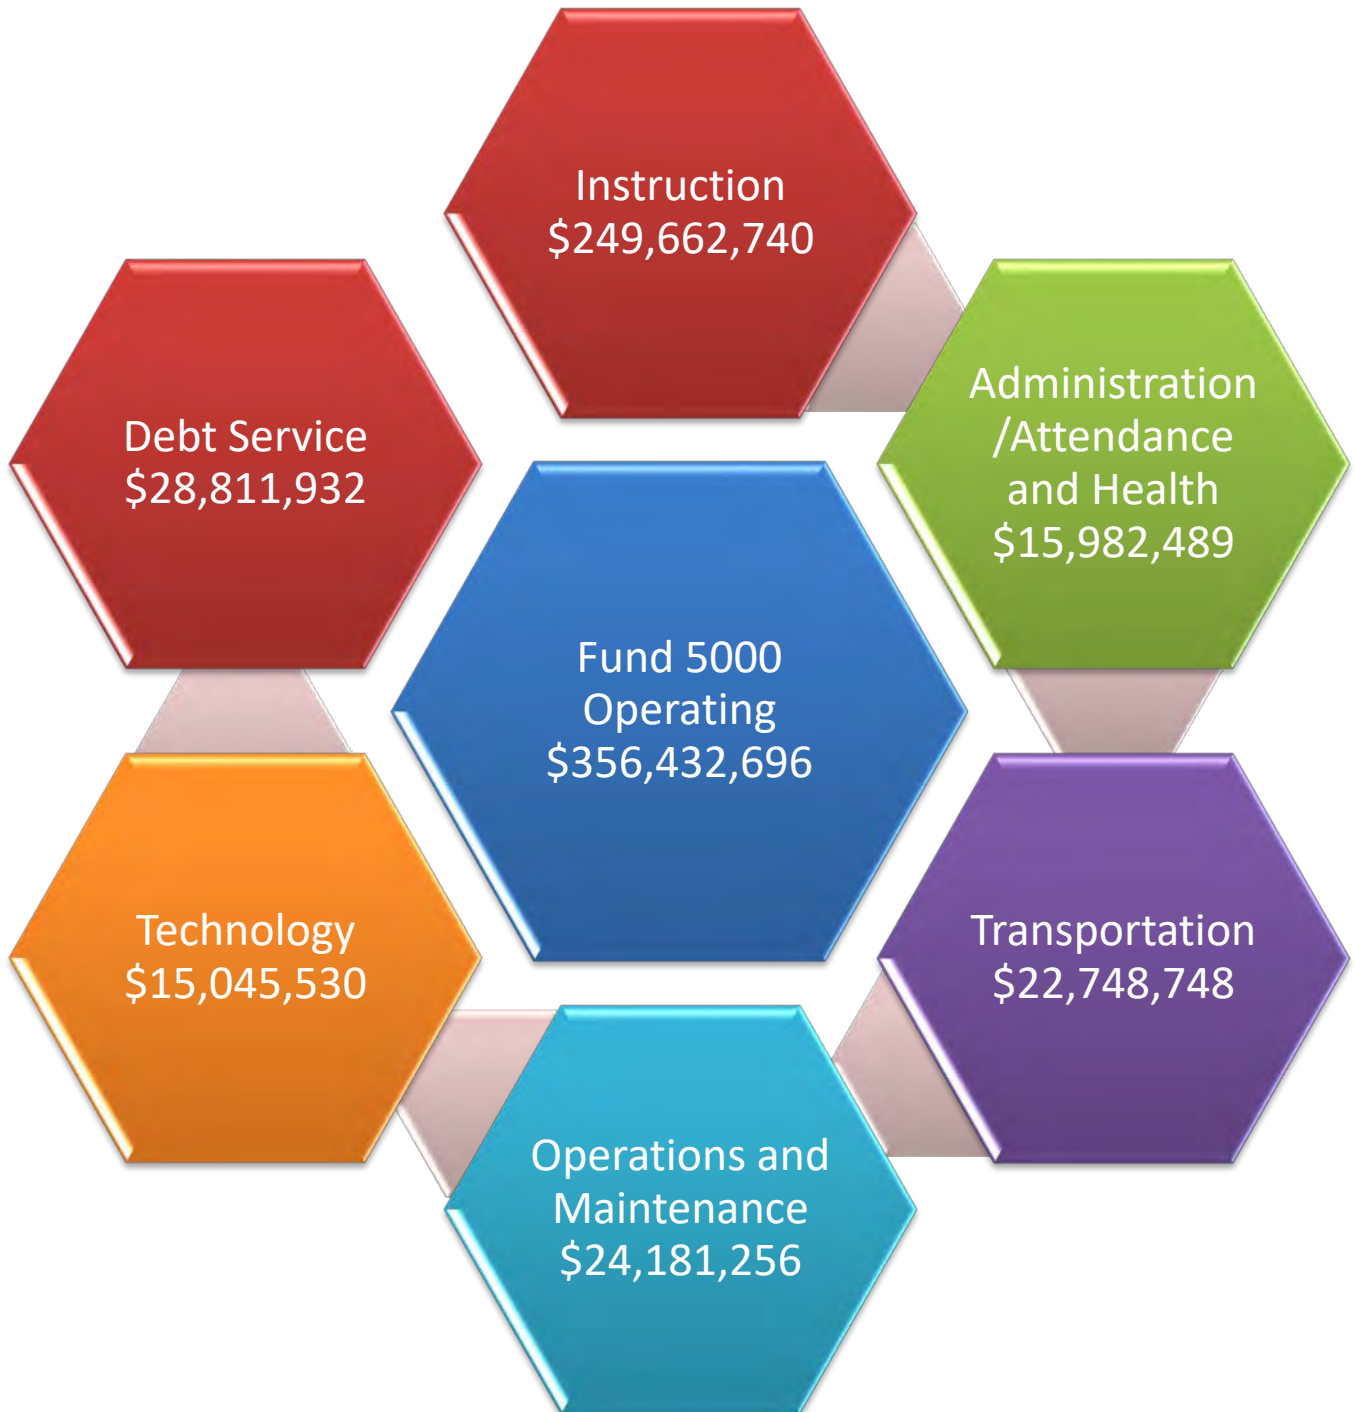 Instruction
$249,662,740
Administration
/Attendance
and Health
$15,982,489
Debt Service
$28,811,932
Fund 5000
Operating
$356,432,696
Technology
$15,045,530
Transportation
$22,748,748
Operations and
Maintenance
$24,181,256